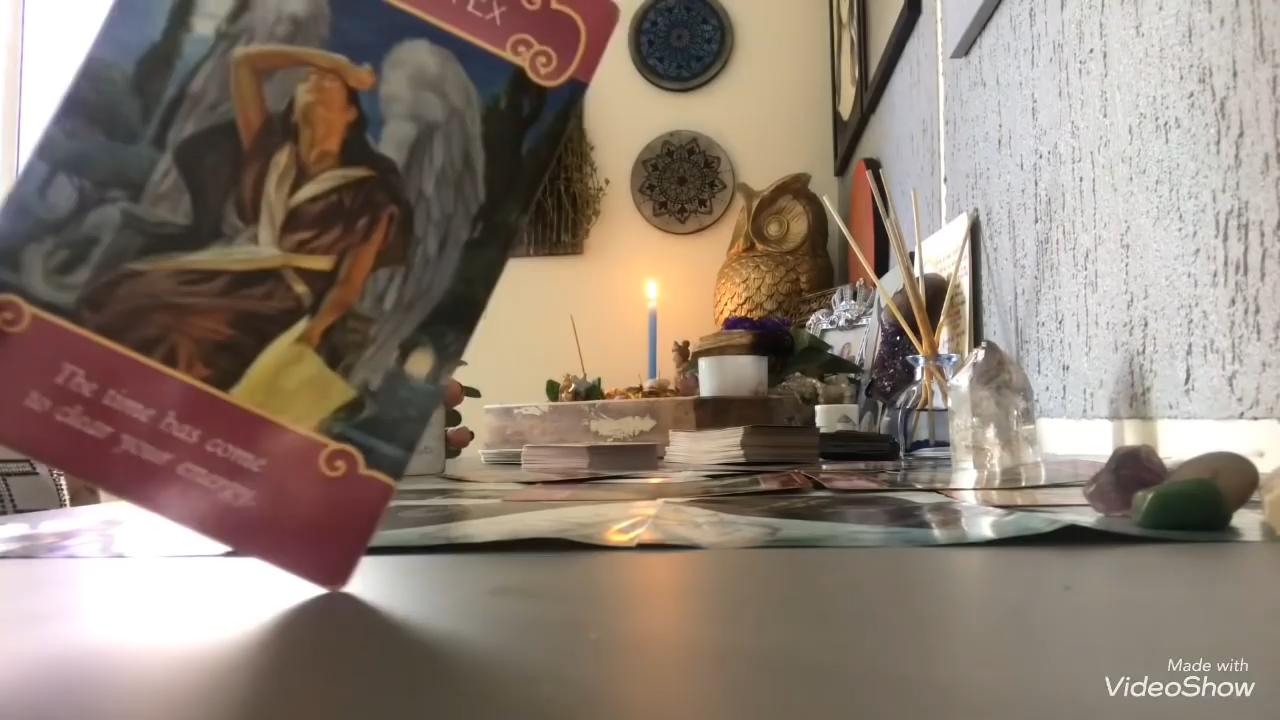 The time has come
to clear your energy.
Made with
VideoShow